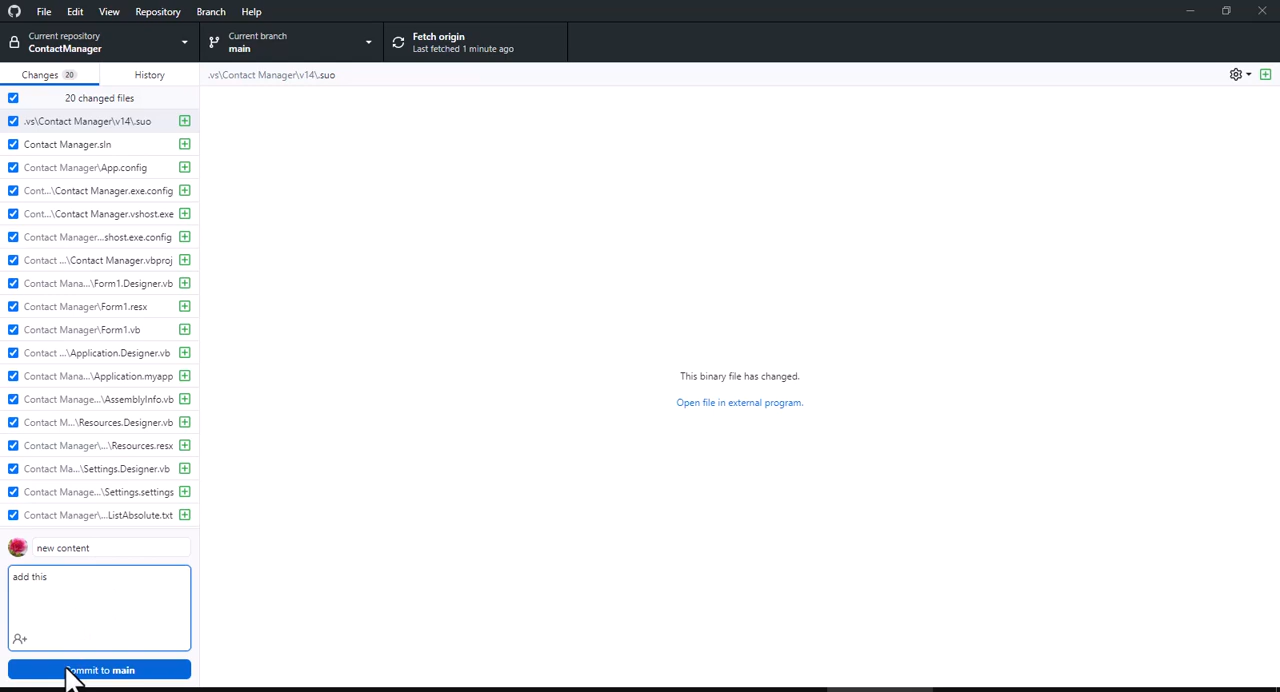 File Edit View Repository Branch Help
Current repository
ContactManager
Current branch
main
Fetch origin
Last fetched 1 minute ago
Changes 20
History
.vs\Contact Manager\v14\.suo
20 changed files
.vs\Contact Manager\v14\.suo
Contact Manager.sln
Contact Manager\App.config
Cont...\Contact Manager.exe.config
Cont...\Contact Manager.vshost.exe
Contact Manager...shost.exe.config
Contact ...\Contact Manager.vbproj
Contact Mana...\Form1.Designer.vb
Contact Manager\Form1.resx
Contact Manager\Form1.vb
Contact ...\Application.Designer.vb
Contact Mana...\Application.myapp
Contact Manage...\AssemblyInfo.vb
Contact M...\Resources.Designer.vb
Contact Manager\...\Resources.resx
Contact Ma...\Settings.Designer.vb
Contact Manage...\Settings.settings
Contact Manager\...ListAbsolute.txt
This binary file has changed.
Open file in external program.
new content
add this
Commit to main